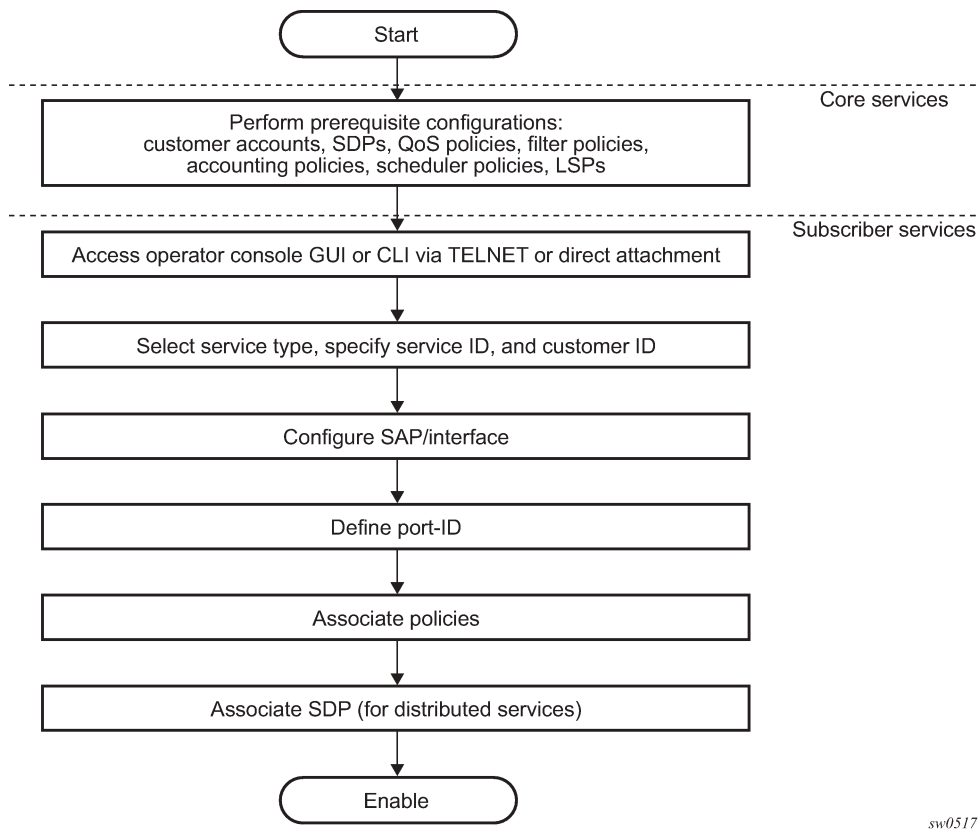 Start
Core services
Perform prerequisite configurations:
customer accounts, SDPs, QoS policies, filter policies,
accounting policies, scheduler policies, LSPs
Subscriber services
Access operator console GUI or CLI via TELNET or direct attachment
Select service type, specify service ID, and customer ID
Configure SAP/interface
Define port-ID
Associate policies
Associate SDP (for distributed services)
Enable
sw0517